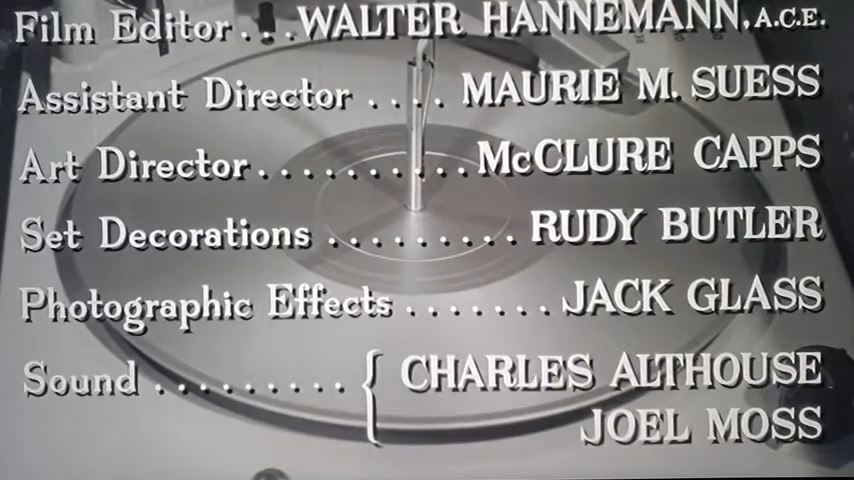 Film Editor...WALTER HANNEMANN, A.C.E.
Assistant Director .... MAURIE M. SUESS
Art Director..........McCLURE CAPPS
Set Decorations .......... RUDY BUTLER
Photographic Effects .......JACK GLASS
Sound ......... { CHARLES ALTHOUSE
JOEL MOSS